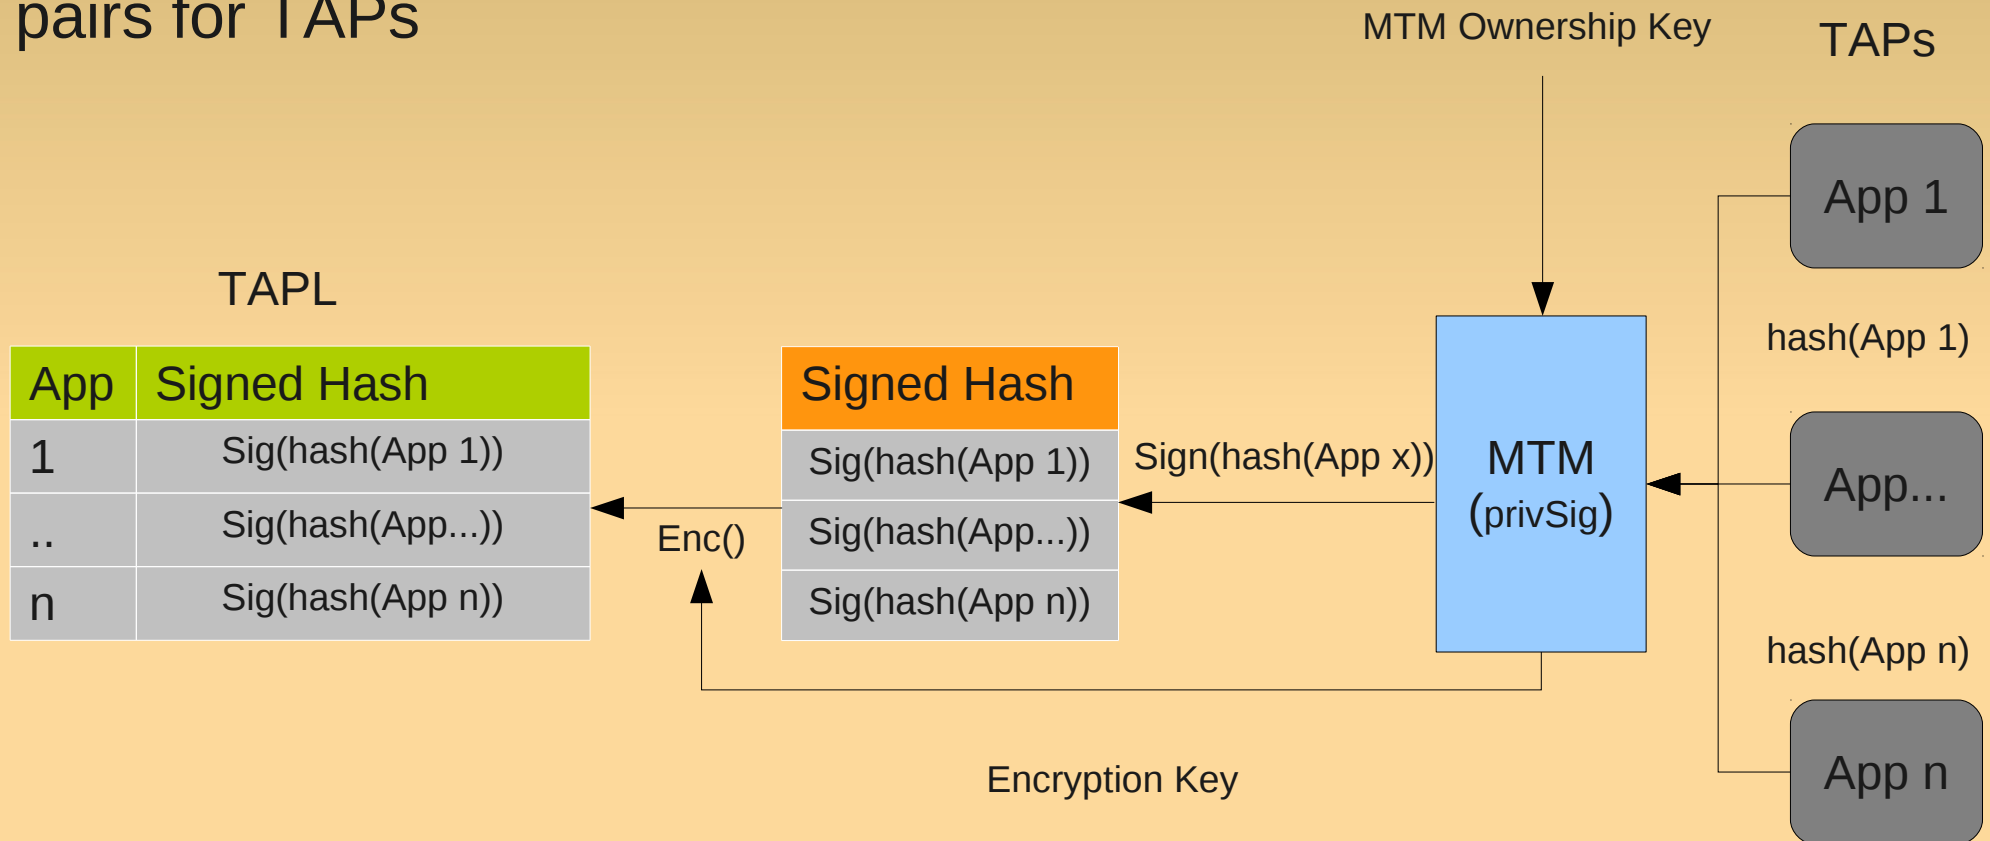 pairs for TAPs
MTM Ownership Key
TAPs
App 1
hash(App 1)
App...
hash(App n)
App n
MTM
(privSig)
Sign(hash(App x))
Signed Hash
Sig(hash(App 1))
Sig(hash(App...))
Sig(hash(App n))
Enc()
Encryption Key
TAPL
App Signed Hash
1 Sig(hash(App 1))
.. Sig(hash(App...))
n Sig(hash(App n))